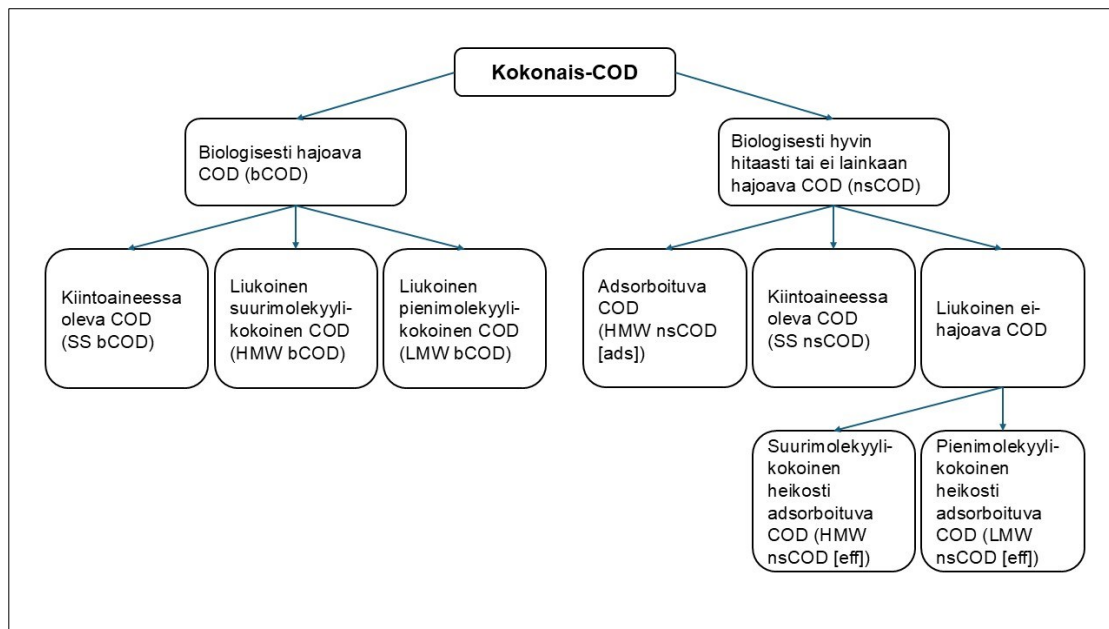 Kokonais-COD
Biologisesti hajoava
COD (bCOD)
Biologisesti hyvin
hitaasti tai ei lainkaan
hajoava COD (nsCOD)
Kiintoaineessa
oleva COD
(SS bCOD)
Liukoinen
suurimolekyyli-
kokoinen COD
(HMW bCOD)
Liukoinen
pienimolekyyli-
kokoinen COD
(LMW bCOD)
Adsorboituva
COD
(HMW nsCOD
[ads])
Kiintoaineessa
oleva COD
(SS nsCOD)
Liukoinen ei-
hajoava COD
Suurimolekyyli-
kokoinen
heikosti
adsorboituva
COD (HMW
nsCOD [eff])
Pienimolekyyli-
kokoinen
heikosti
adsorboituva
COD (LMW
nsCOD [eff])